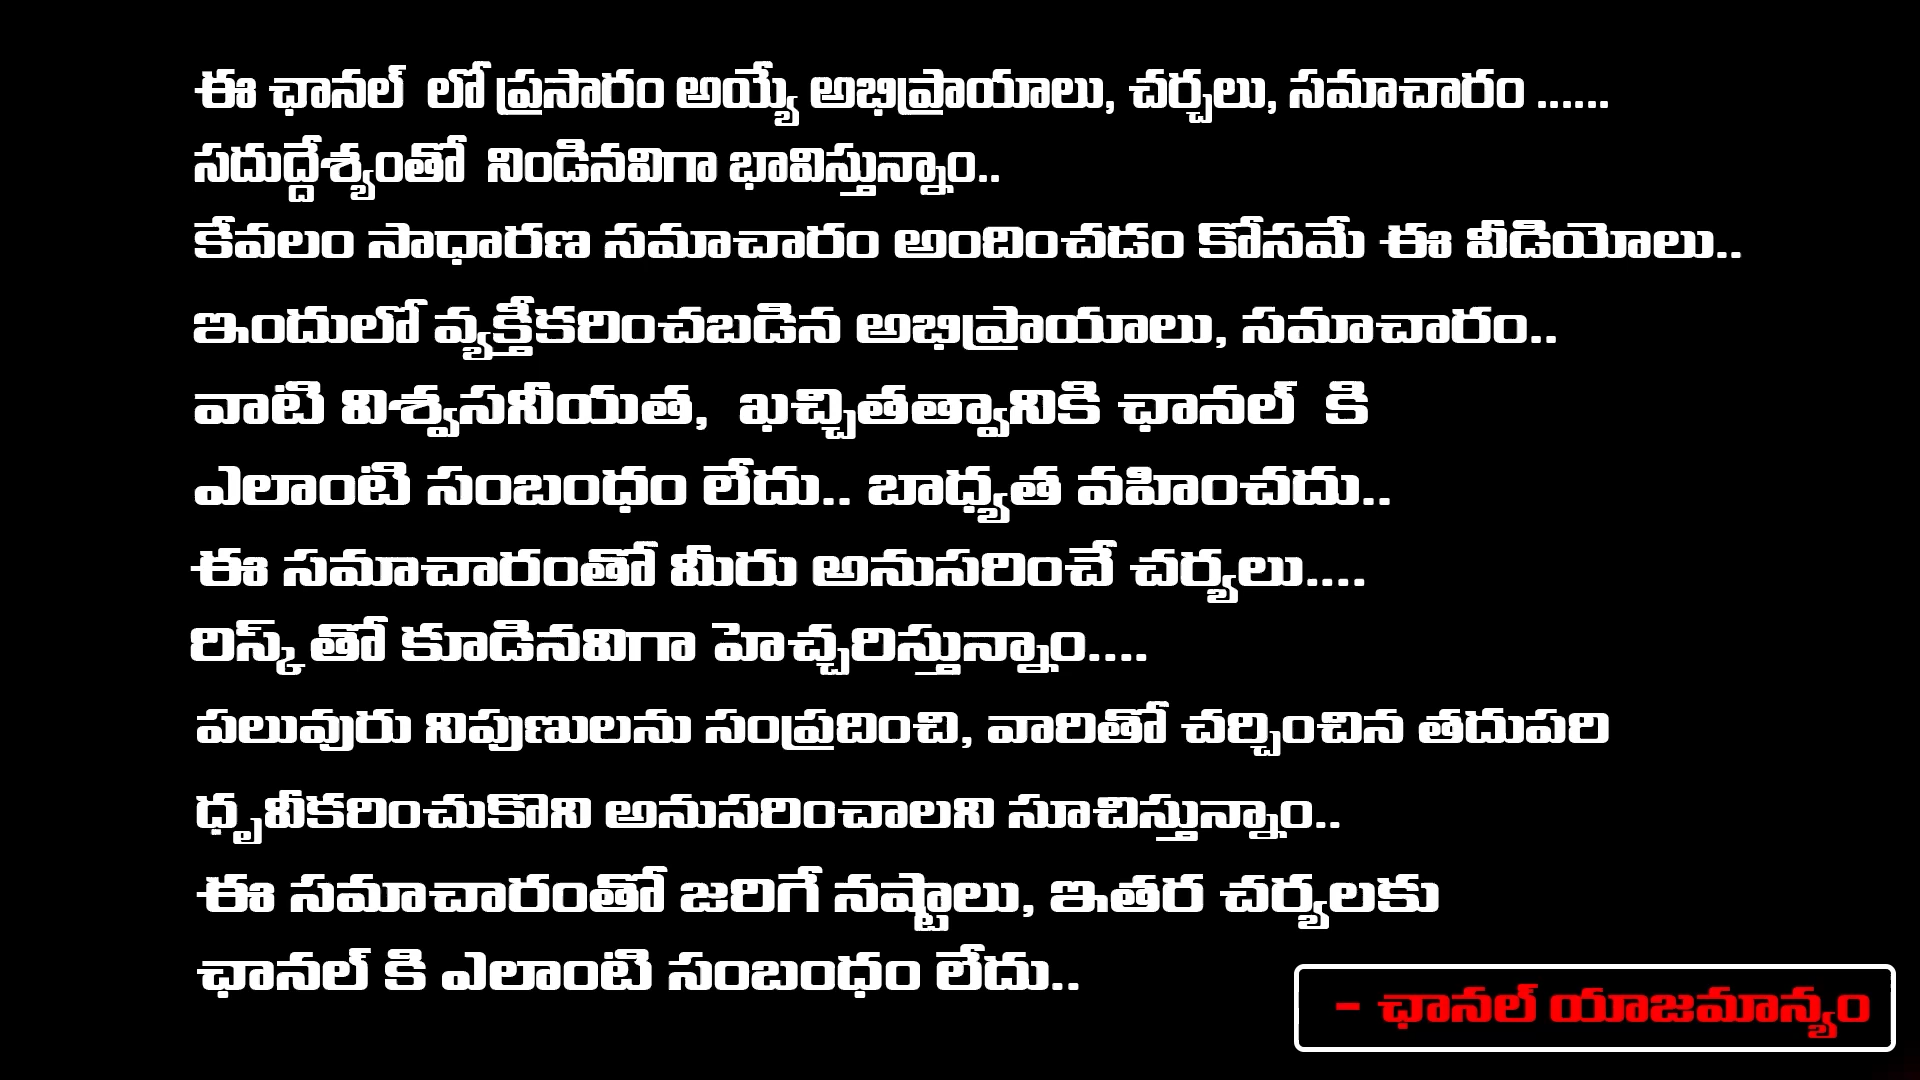 ఈ ఛానల్ లో ప్రసారం అయ్యే అభిప్రాయాలు, చర్చలు, సమాచారం ......
సదుద్దేశ్యంతో నిండినవిగా భావిస్తున్నాం..
కేవలం సాధారణ సమాచారం అందించడం కోసమే ఈ వీడియోలు..
ఇందులో వ్యక్తీకరించబడిన అభిప్రాయాలు, సమాచారం..
వాటి విశ్వసనీయత, ఖచ్చితత్వానికి ఛానల్ కి
ఎలాంటి సంబంధం లేదు.. బాధ్యత వహించదు..
ఈ సమాచారంతో మీరు అనుసరించే చర్యలు....
రిస్క్ తో కూడినవిగా హెచ్చరిస్తున్నాం....
పలువురు నిపుణులను సంప్రదించి, వారితో చర్చించిన తదుపరి
ధృవీకరించుకొని అనుసరించాలని సూచిస్తున్నాం..
ఈ సమాచారంతో జరిగే నష్టాలు, ఇతర చర్యలకు
ఛానల్ కి ఎలాంటి సంబంధం లేదు..
- ఛానల్ యాజమాన్యం